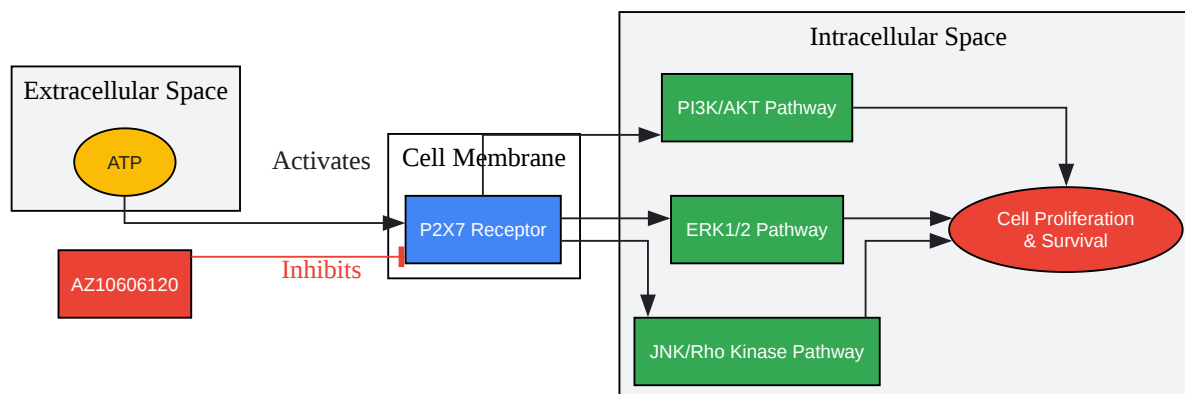 Intracellular Space
Extracellular Space
PI3K/AKT Pathway
ATP
Activates
Cell Membrane
P2X7 Receptor
ERK1/2 Pathway
Cell Proliferation
& Survival
AZ10606120
Inhibits
JNK/Rho Kinase Pathway